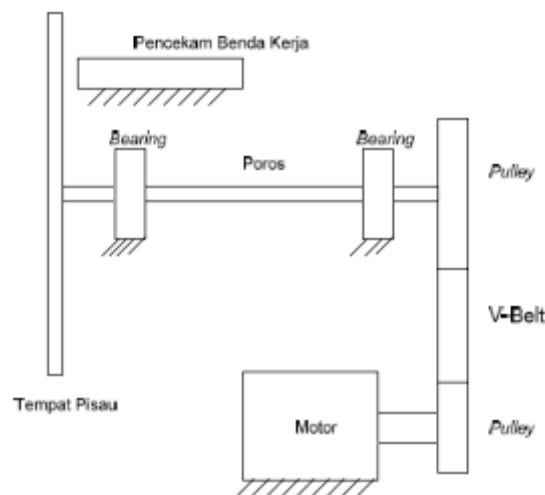 Pencekam Benda Kerja
Bearing
Bearing
Poros
Pulley
V-Belt
Tempat Pisau
Motor
Pulley